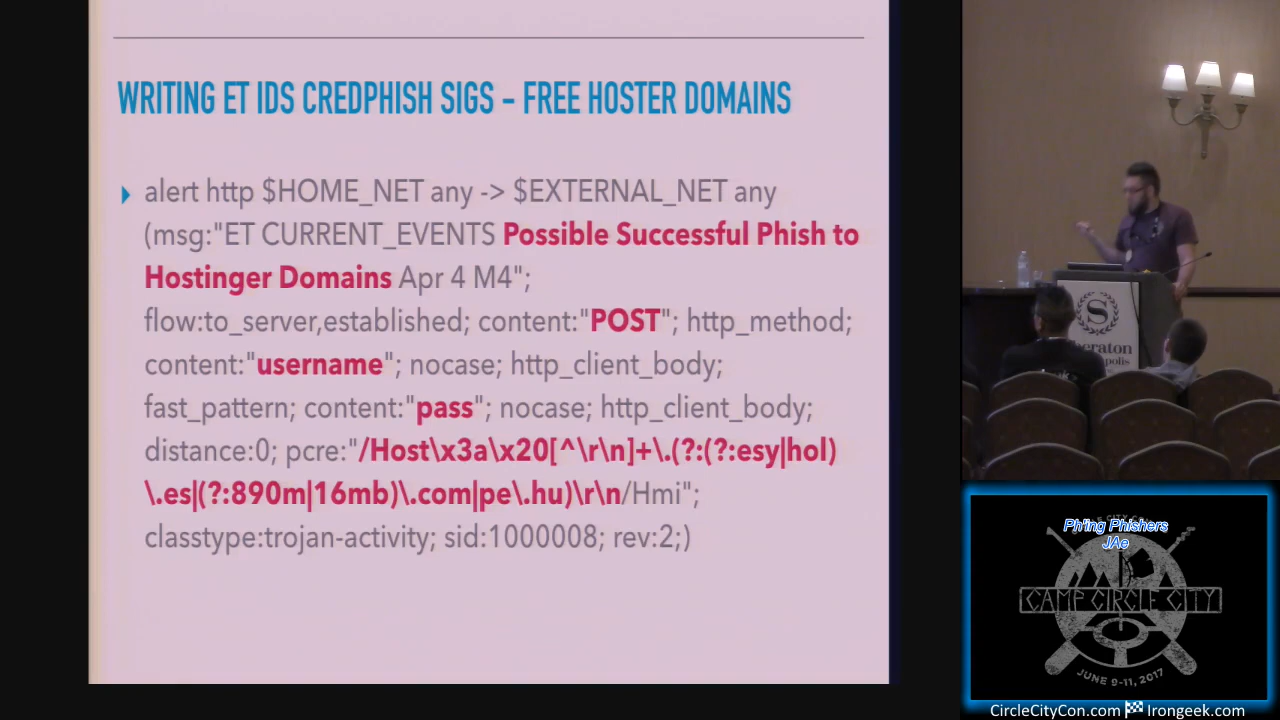 WRITING ET IDS CREDPHISH SIGS - FREE HOSTER DOMAINS
alert http $HOME_NET any -> $EXTERNAL_NET any
(msg:"ET CURRENT_EVENTS Possible Successful Phish to
Hostinger Domains Apr 4 M4";
flow:to_server,established; content:"POST"; http_method;
content:"username"; nocase; http_client_body;
fast_pattern; content:"pass"; nocase; http_client_body;
distance:0; pcre:"/Host\x3a\x20[^\r\n]+\.(?:(?:esy|hol)
\.es|(?:890m|16mb)\.com|pe\.hu)\r\n/Hmi";
classtype:trojan-activity; sid:1000008; rev:2;)
S
Ph'ing Phishers
JAe
CAMP CIRCLE CITY
JUNE 9-11, 2017
CircleCityCon.com Irongeek.com